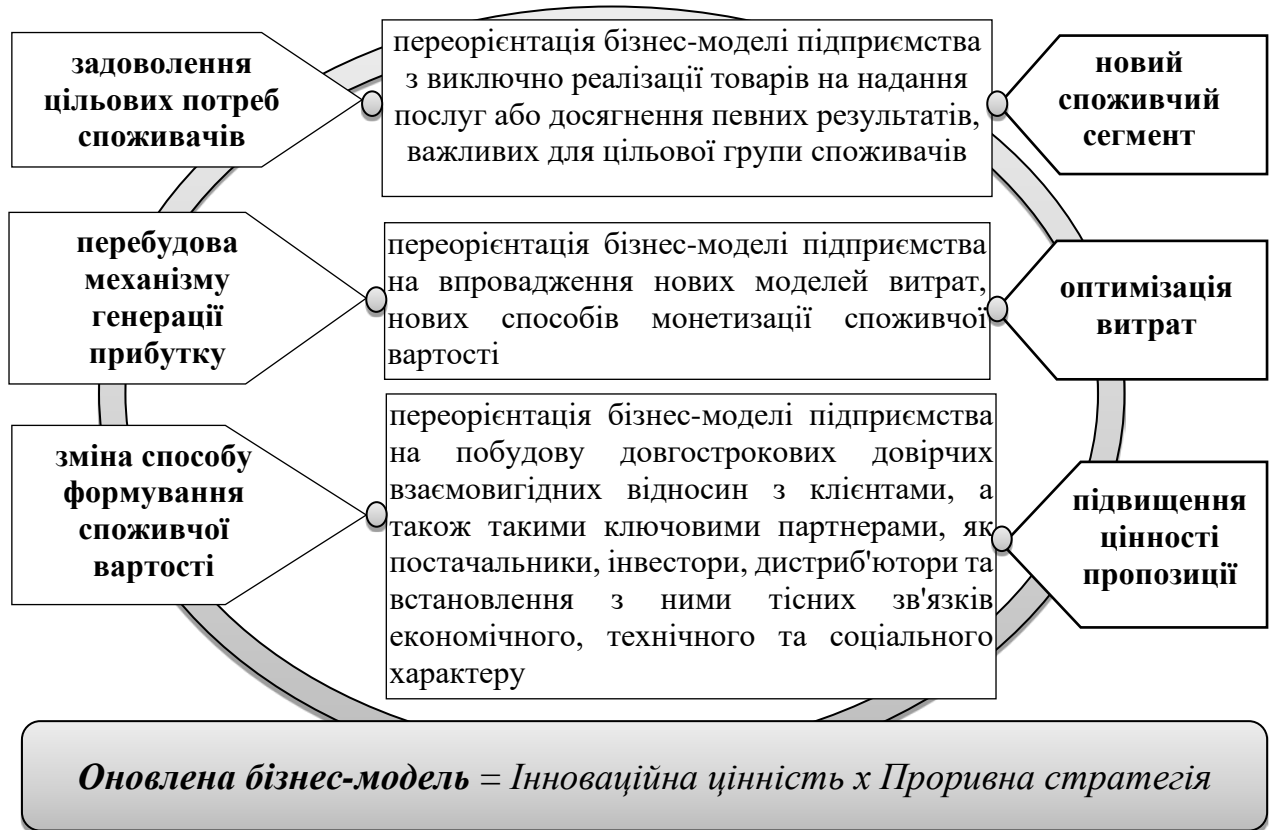 задоволення
цільових потреб
споживачів
переорієнтація бізнес-моделі підприємства
з виключно реалізації товарів на надання
послуг або досягнення певних результатів,
важливих для цільової групи споживачів
новий
споживчий
сегмент
перебудова
механізму
генерації
прибутку
переорієнтація бізнес-моделі підприємства
на впровадження нових моделей витрат,
нових способів монетизації споживчої
вартості
оптимізація
витрат
зміна способу
формування
споживчої
вартості
переорієнтація бізнес-моделі підприємства
на побудову довгострокових довірчих
взаємовигідних відносин з клієнтами, а
також такими ключовими партнерами, як
постачальники, інвестори, дистриб'ютори та
встановлення з ними тісних зв'язків
економічного, технічного та соціального
характеру
підвищення
цінності
пропозиції
Оновлена бізнес-модель = Інноваційна цінність х Проривна стратегія